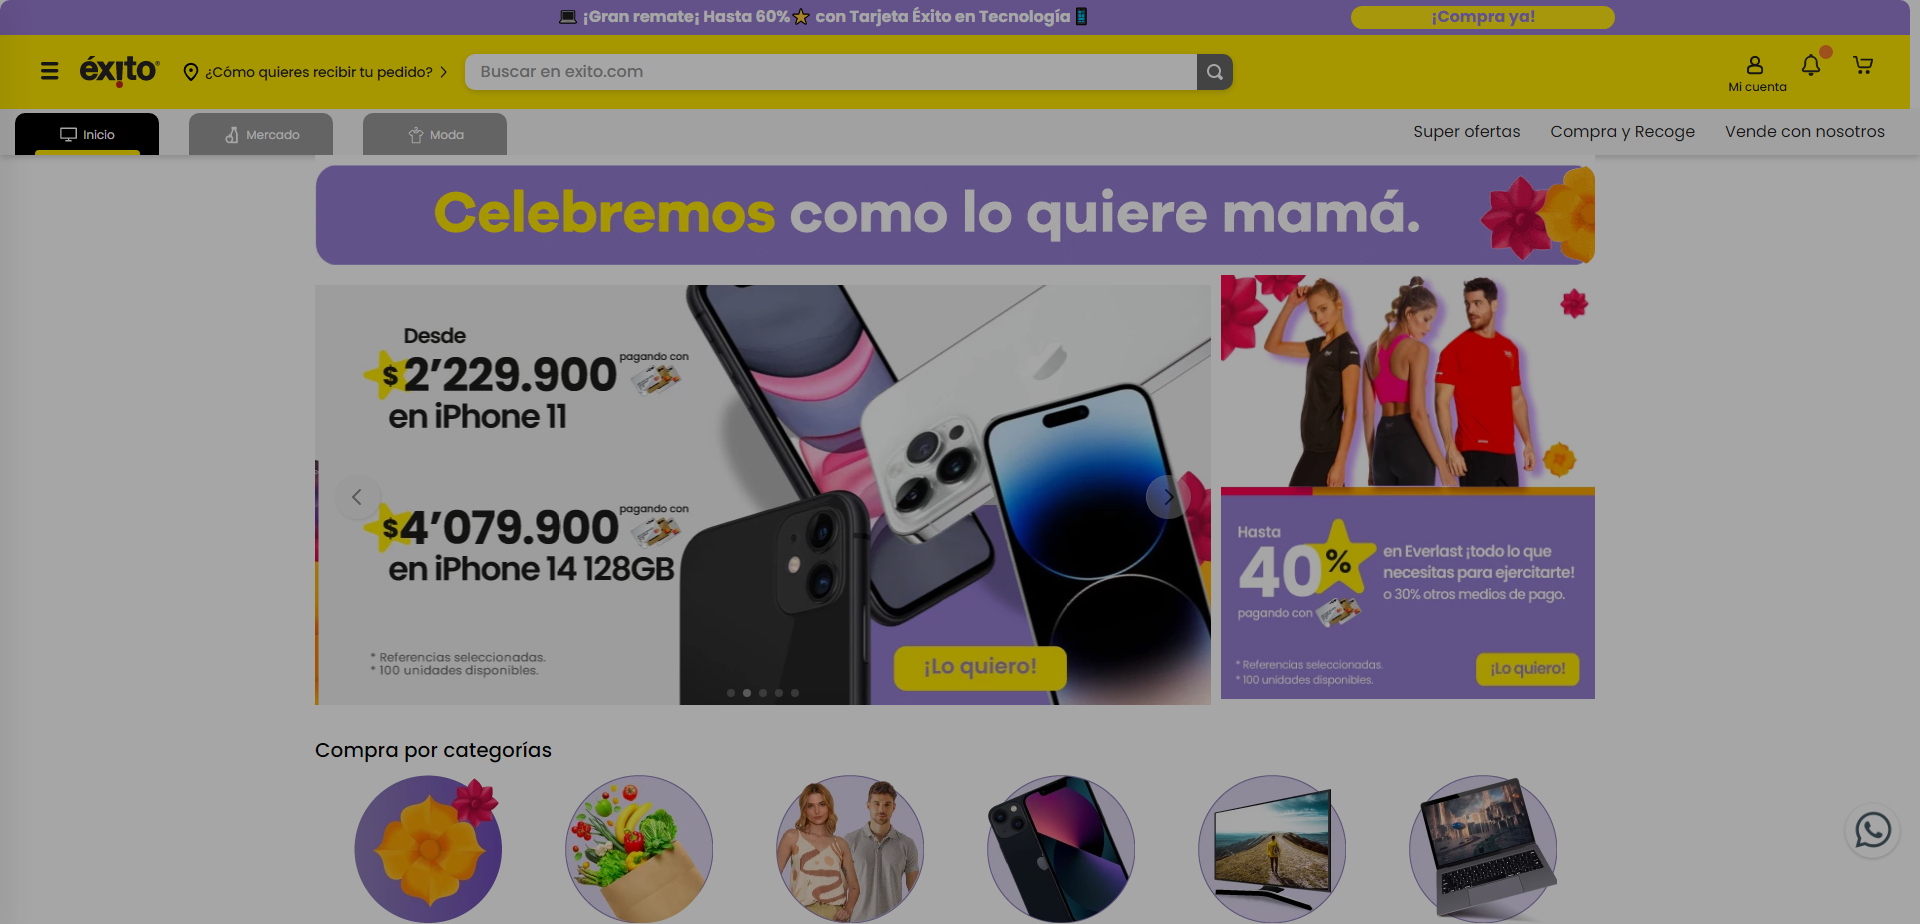 ¡Gran remate¡ Hasta 60% con Tarjeta Éxito en Tecnología
¡Compra ya!
éxito
¿Cómo quieres recibir tu pedido?
Buscar en exito.com
Mi cuenta
Inicio
Mercado
Moda
Super ofertas
Compra y Recoge
Vende con nosotros
Celebremos como lo quiere mamá.
Desde
$2'229.900
pagando con
en iPhone 11
$4'079.900
pagando con
en iPhone 14 128GB
* Referencias seleccionadas.
* 100 unidades disponibles.
¡Lo quiero!
Hasta
40%
pagando con
en Everlast ¡todo lo que
necesitas para ejercitarte!
o 30% otros medios de pago.
* Referencias seleccionadas.
* 100 unidades disponibles.
¡Lo quiero!
Compra por categorías